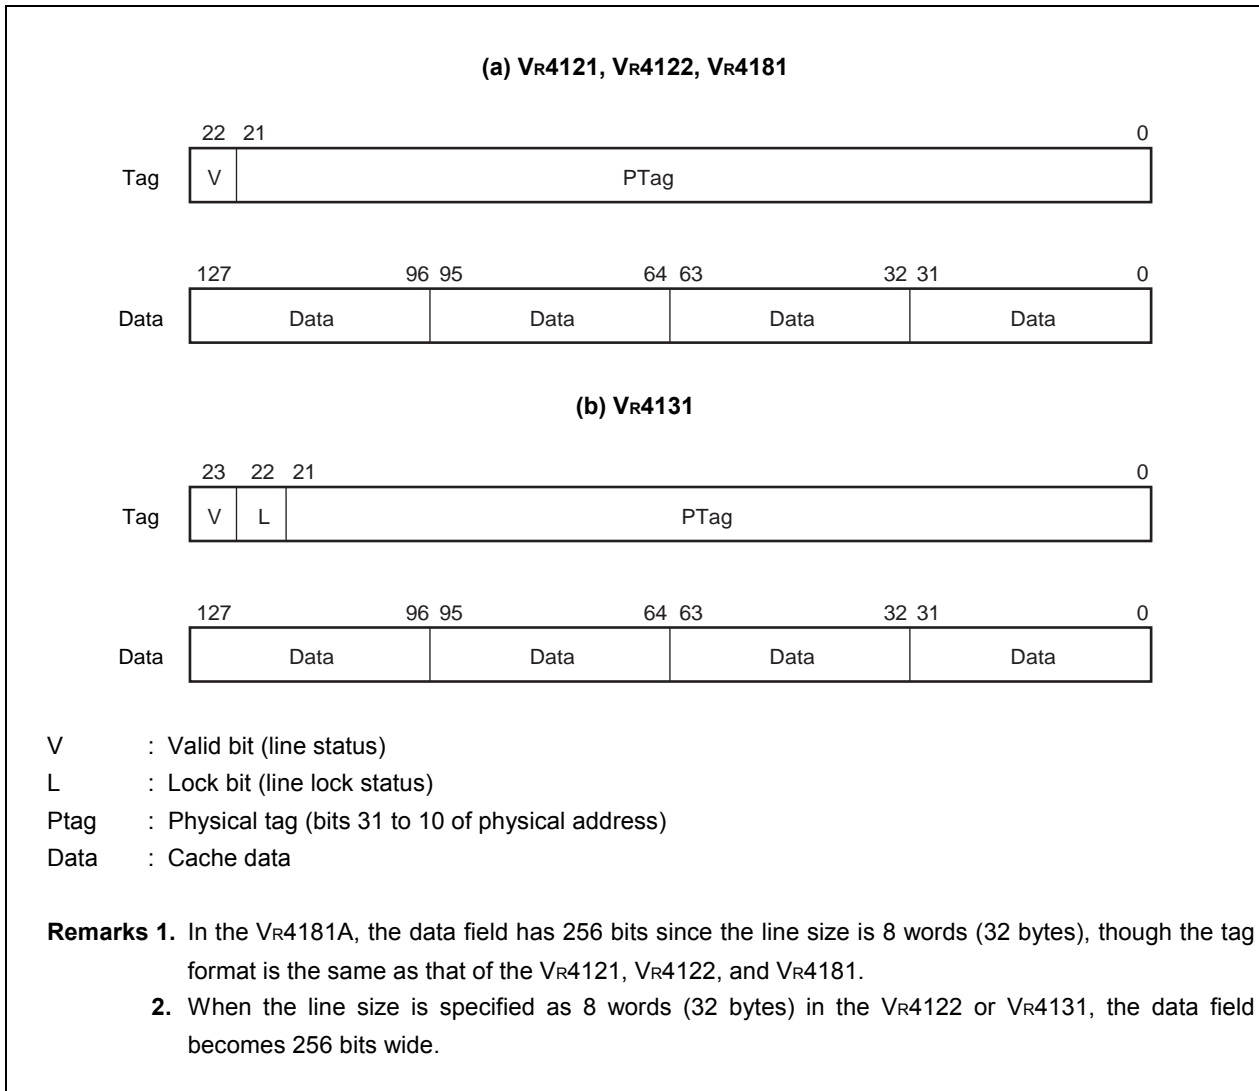 (a) VR4121, VR4122, VR4181
22 21 0
Tag V PTag
127 96 95 64 63 32 31 0
Data Data Data Data Data
(b) VR4131
23 22 21 0
Tag V L PTag
127 96 95 64 63 32 31 0
Data Data Data Data Data
V : Valid bit (line status)
L : Lock bit (line lock status)
Ptag : Physical tag (bits 31 to 10 of physical address)
Data : Cache data
Remarks 1. In the VR4181A, the data field has 256 bits since the line size is 8 words (32 bytes), though the tag
format is the same as that of the VR4121, VR4122, and VR4181.
2. When the line size is specified as 8 words (32 bytes) in the VR4122 or VR4131, the data field
becomes 256 bits wide.